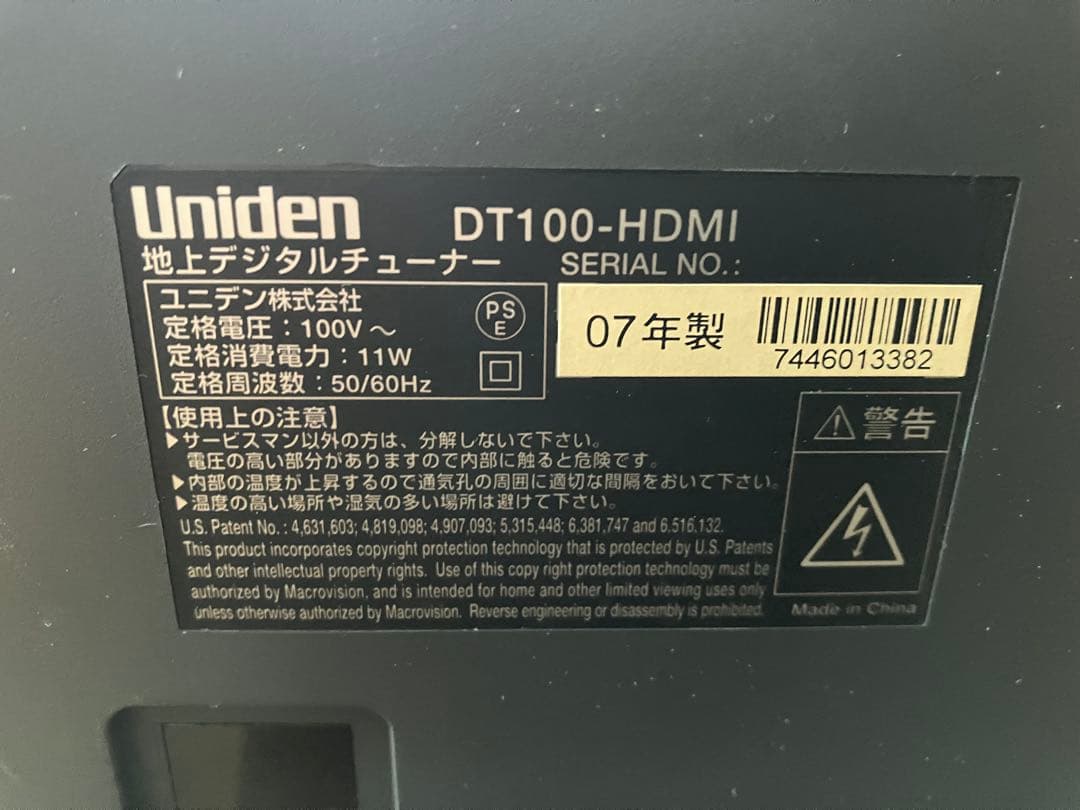 Uniden DT100-HDMI
地上デジタルチューナー SERIAL NO.:
ユニデン株式会社
定格電圧：100V～
定格消費電力：11W
定格周波数：50/60Hz
PS
E
07年製
7446013382
【使用上の注意】
▶サービスマン以外の方は、分解しないで下さい。
電圧の高い部分がありますので内部に触ると危険です。
▶内部の温度が上昇するので通気孔の周囲に適切な間隔をおいて下さい。
▶温度の高い場所や湿気の多い場所は避けて下さい。
U.S. Patent No.: 4,631,603; 4,819,098; 4,907,093; 5,315,448; 6,381,747 and 6,516,132.
This product incorporates copyright protection technology that is protected by U.S. Patents
and other intellectual property rights. Use of this copy right protection technology must be
authorized by Macrovision, and is intended for home and other limited viewing uses only
unless otherwise authorized by Macrovision. Reverse engineering or disassembly is prohibited.
警告
Made in China